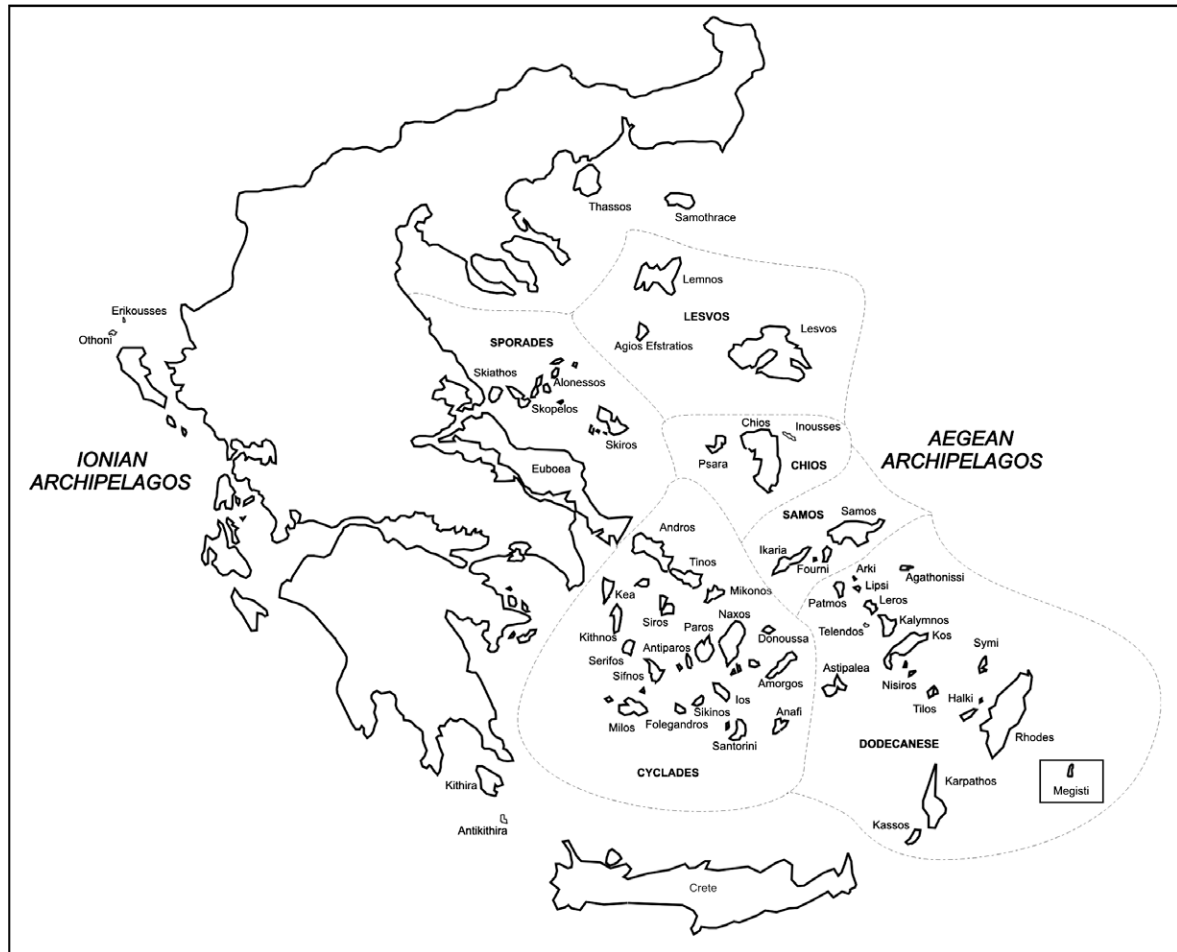 Thassos
Samothrace
Lemnos
LESVOS
Erikousses
Othoni
SPORADES
Agios Efstratios
Lesvos
Skiathos
Alonessos
Skopelos
Chios
Inousses
Skiros
Psara
CHIOS
IONIAN
ARCHIPELAGOS
AEGEAN
ARCHIPELAGOS
Euboea
SAMOS
Samos
Andros
Ikaria
Fourni
Tinos
Arki
Agathonissi
Kea
Mikonos
Patmos
Lipsi
Leros
Siros
Naxos
Kithnos
Paros
Telendos
Kalymnos
Donoussa
Kos
Serifos
Antiparos
Symi
Sifnos
Astipalea
Amorgos
Nisiros
Ios
Tilos
Halki
Sikinos
Anafi
Milos
Folegandros
Santorini
Rhodes
DODECANESE
CYCLADES
Kithira
Karpathos
Megisti
Antikithira
Kassos
Crete